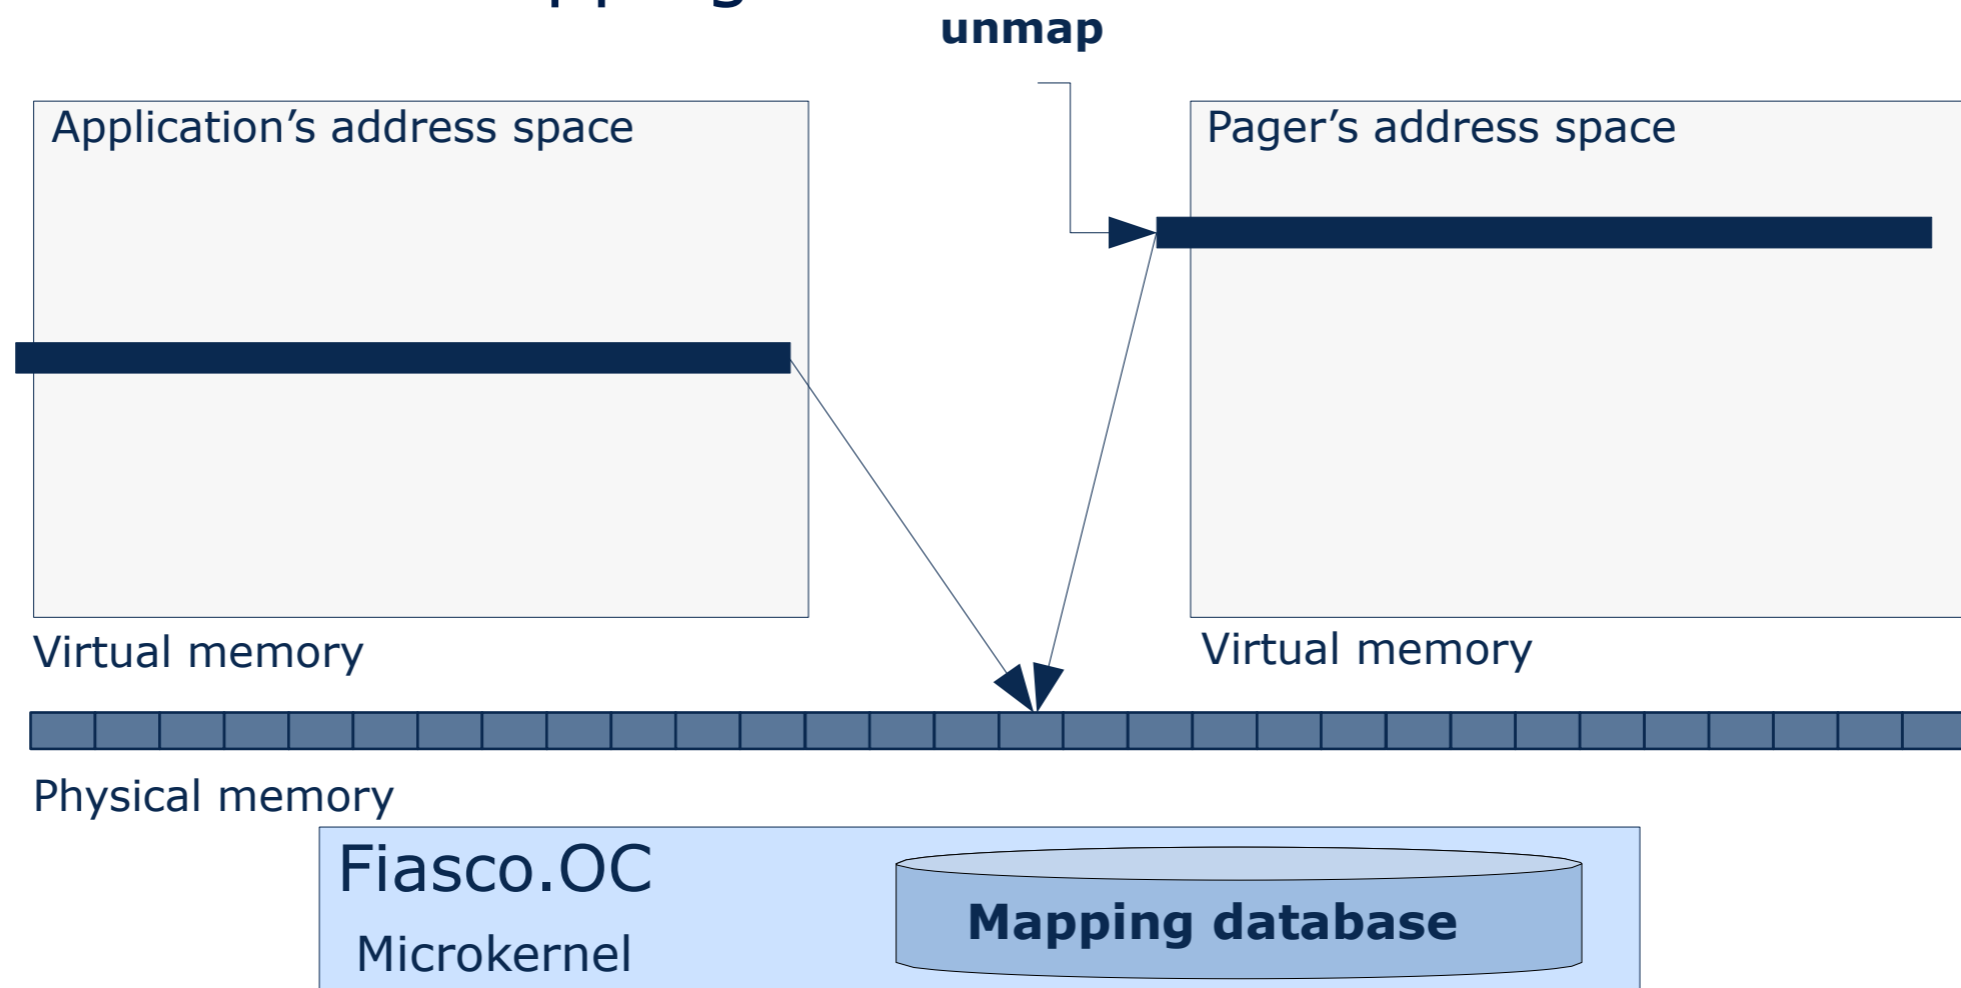 unmap
Application’s address space
Pager’s address space
Virtual memory
Virtual memory
Physical memory
Fiasco.OC
Mapping database
Microkernel